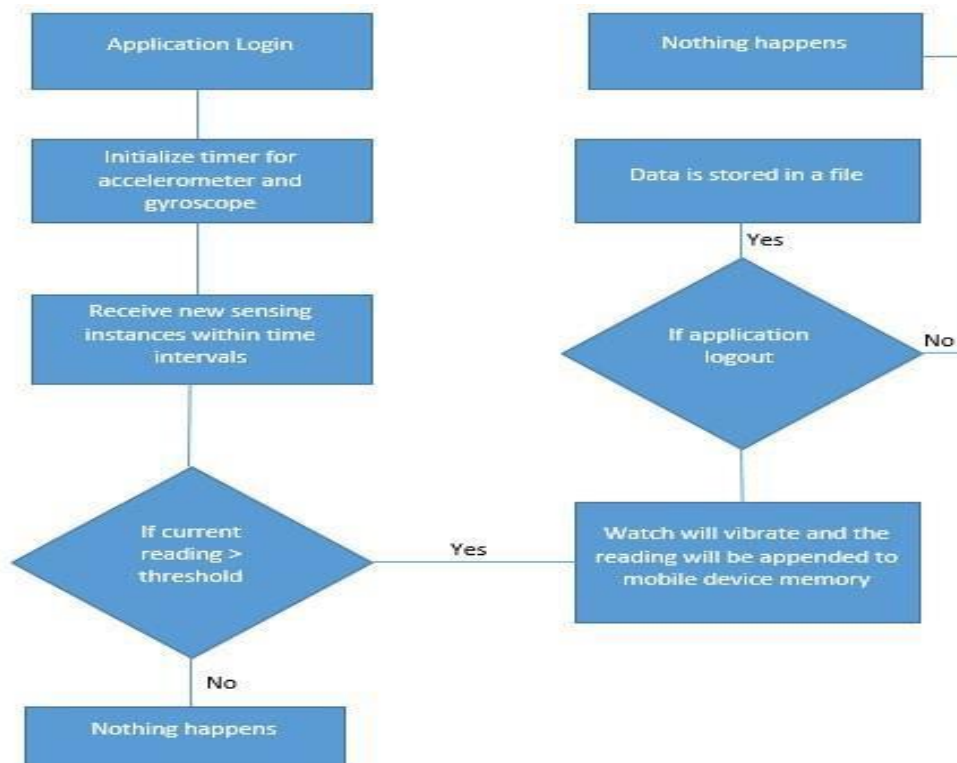 Application Login
Initialize timer for
accelerometer and
gyroscope
Receive new sensing
instances within time
intervals
If current
reading >
threshold
No
Nothing happens
Yes
Watch will vibrate and the
reading will be appended to
mobile device memory
If application
logout
Yes
Data is stored in a file
No
Nothing happens